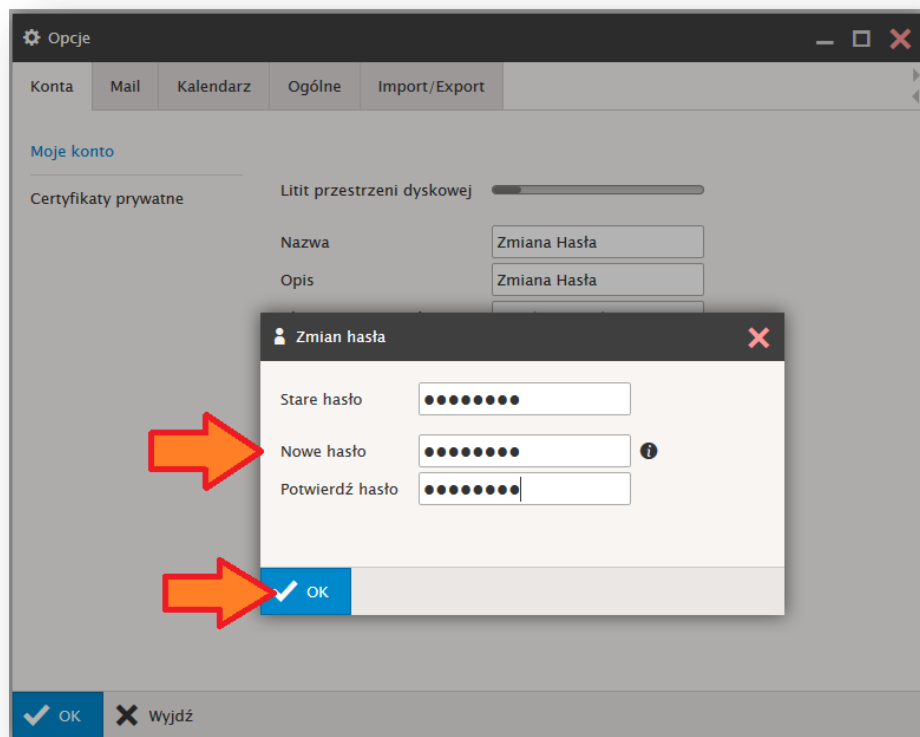 Opcje
Konta Mail Kalendarz Ogólne Import/Export
Moje konto
Certyfikaty prywatne
Litit przestrzeni dyskowej
Nazwa Zmiana Hasła
Opis Zmiana Hasła
Zmian hasła
Stare hasło ●●●●●●●●
Nowe hasło ●●●●●●●●
Potwierdź hasło ●●●●●●●●
OK
OK Wyjdź